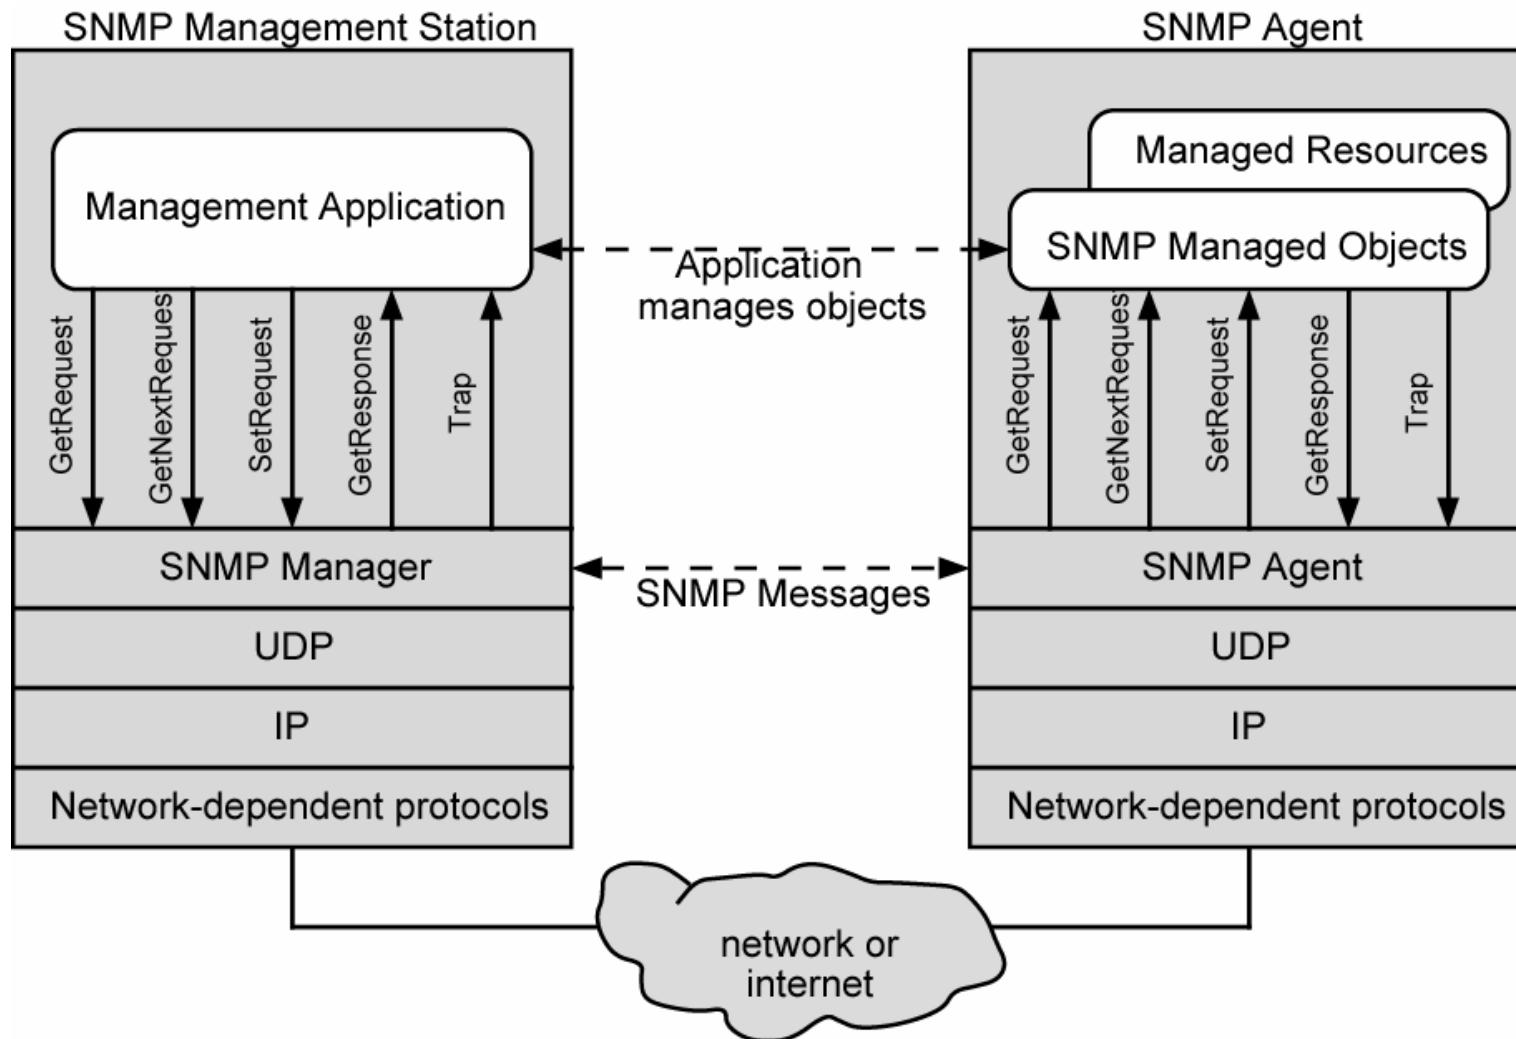 SNMP Management Station
SNMP Agent
Management Application
Managed Resources
SNMP Managed Objects
Application
manages objects
GetRequest
GetNextRequest
SetRequest
GetResponse
Trap
GetRequest
GetNextRequest
SetRequest
GetResponse
Trap
SNMP Manager
SNMP Messages
SNMP Agent
UDP
UDP
IP
IP
Network-dependent protocols
Network-dependent protocols
network or
internet